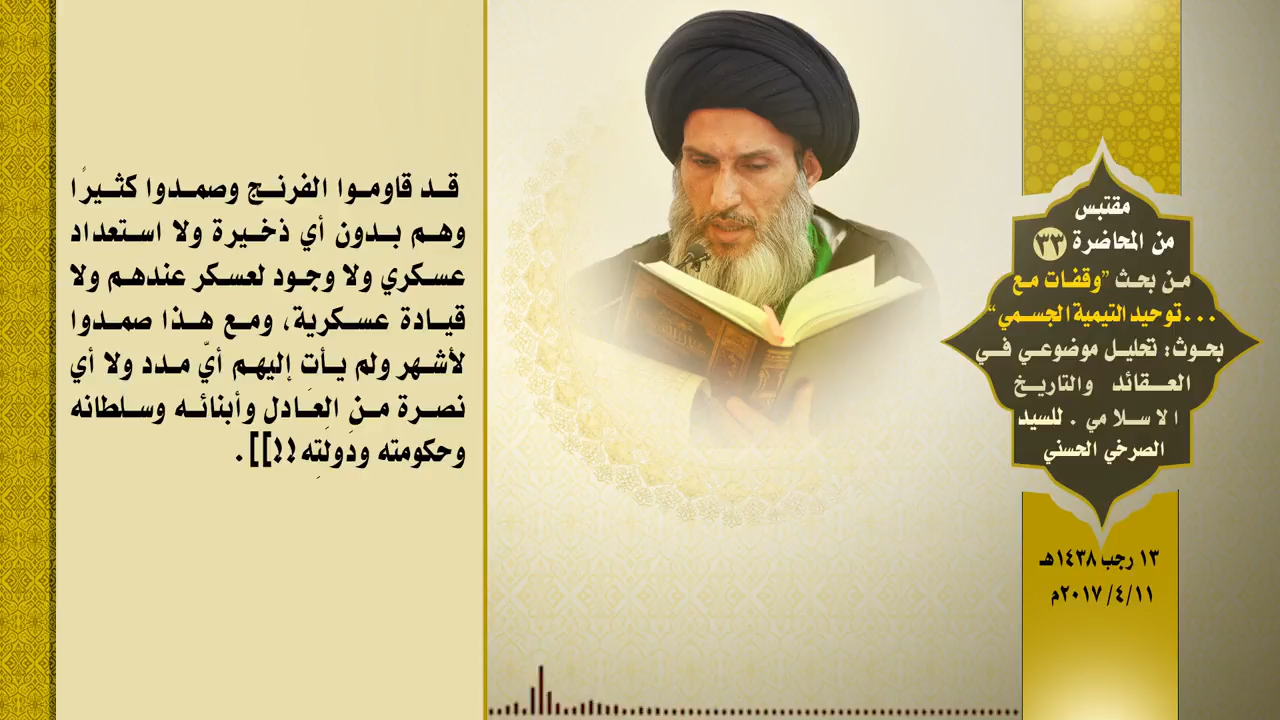 مقتبس
من المحاضرة ٣٣
من بحث "وقفات مع
...توحيد التيمية الجسمي"
بحوث: تحليل موضوعي في
العقائد والتاريخ
الاسلامي . للسيد
الصرخي الحسني
١٣ رجب ١٤٣٨هـ
١١/ ٤/ ٢٠١٧م
قد قاوموا الفرنج وصمدوا كثيرًا
وهم بدون أي ذخيرة ولا استعداد
عسكري ولا وجود لعسكر عندهم ولا
قيادة عسكرية، ومع هذا صمدوا
لأشهر ولم يأتِ إليهم أيّ مدد ولا أي
نصرة من العادل وأبنائه وسلطانه
وحكومته ودولتِه!!]].